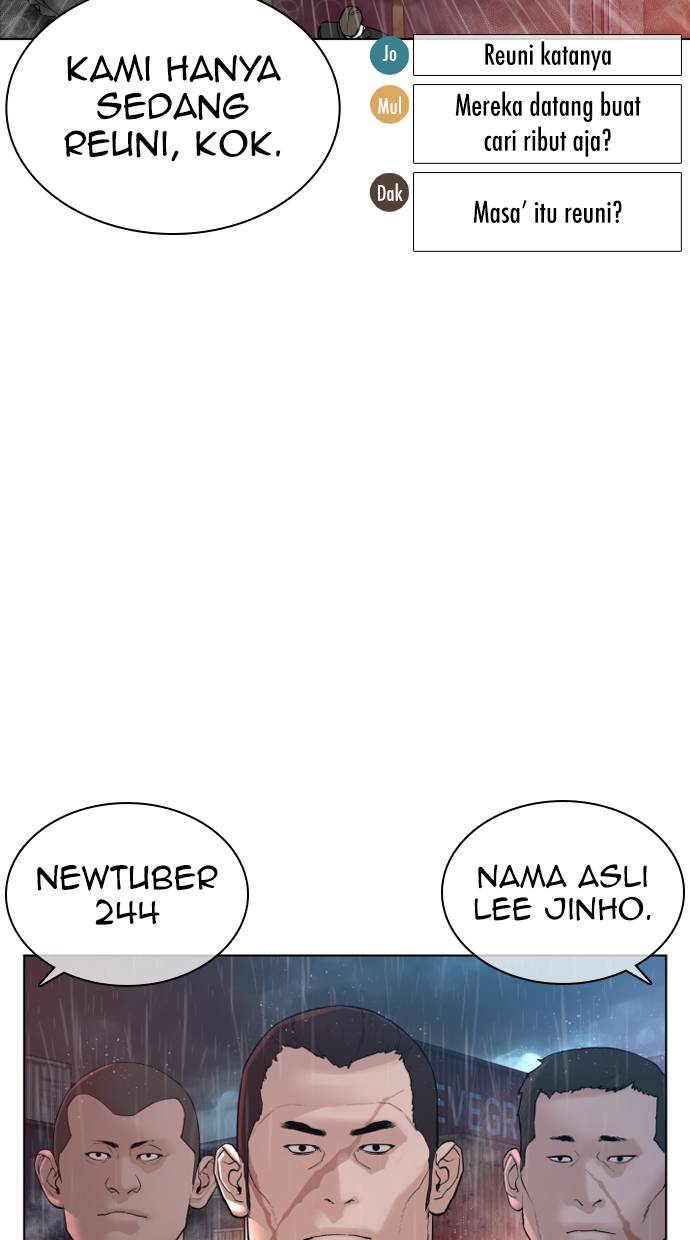 KAMI HANYA
SEDANG
REUNI, KOK.
Jo
Reuni katanya
Mul
Mereka datang buat
cari ribut aja?
Dak
Masa' itu reuni?
NEWTUBER
244
NAMA ASLI
LEE JINHO.
EVEGR